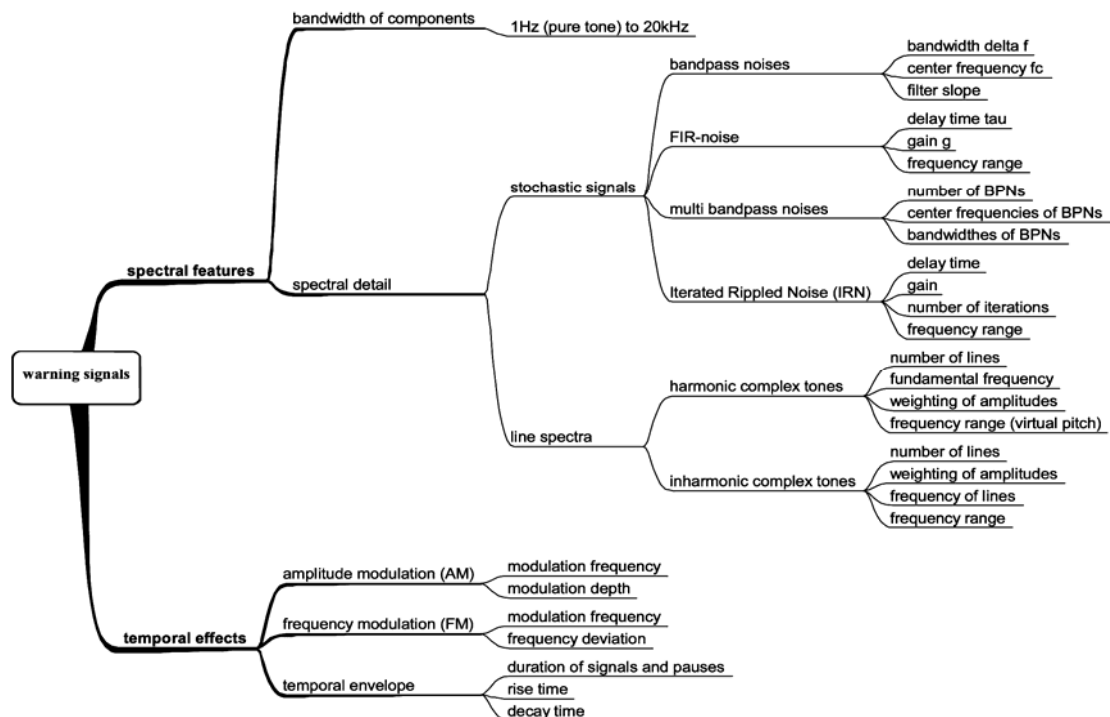 bandwidth of components
1Hz (pure tone) to 20kHz
bandpass noises
bandwidth delta f
center frequency fc
filter slope
FIR-noise
delay time tau
gain g
frequency range
stochastic signals
multi bandpass noises
number of BPNs
center frequencies of BPNs
bandwidthes of BPNs
spectral features
spectral detail
Iterated Rippled Noise (IRN)
delay time
gain
number of iterations
frequency range
warning signals
line spectra
harmonic complex tones
number of lines
fundamental frequency
weighting of amplitudes
frequency range (virtual pitch)
inharmonic complex tones
number of lines
weighting of amplitudes
frequency of lines
frequency range
temporal effects
amplitude modulation (AM)
modulation frequency
modulation depth
frequency modulation (FM)
modulation frequency
frequency deviation
temporal envelope
duration of signals and pauses
rise time
decay time